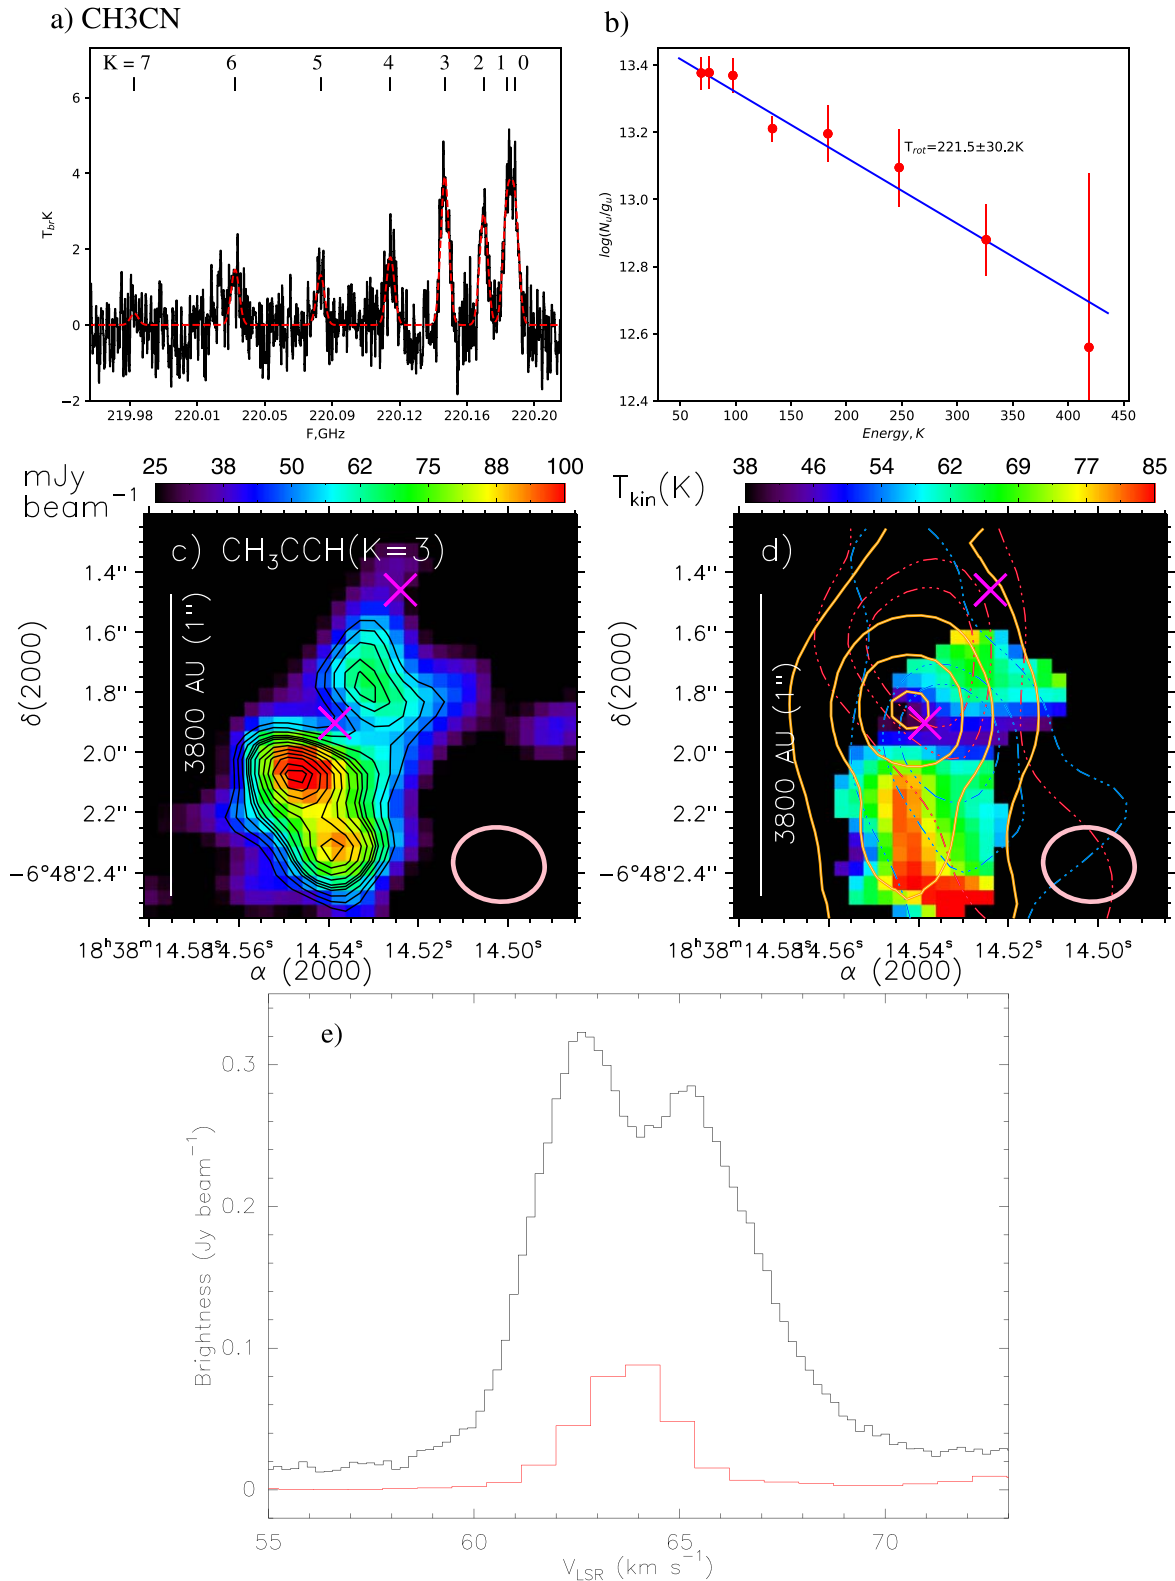 a) CH3CN
K = 7 6 5 4 3 2 1 0
6
4
2
0
−2
T_br K
219.98 220.01 220.05 220.09 220.12 220.16 220.20
F,GHz
b)
13.4
13.2
13.0
12.8
12.6
12.4
log(N_u/g_u)
T_rot=221.5±30.2K
50 100 150 200 250 300 350 400 450
Energy, K
mJy
beam⁻¹
25 38 50 62 75 88 100
c) CH₃CCH(K=3)
3800 AU (1")
1.4"
1.6"
1.8"
2.0"
2.2"
−6°48'2.4"
δ(2000)
18ʰ38ᵐ14.58ˢ 14.56ˢ 14.54ˢ 14.52ˢ 14.50ˢ
α (2000)
T_kin(K)
38 46 54 62 69 77 85
d)
3800 AU (1")
1.4"
1.6"
1.8"
2.0"
2.2"
−6°48'2.4"
δ(2000)
18ʰ38ᵐ14.58ˢ 14.56ˢ 14.54ˢ 14.52ˢ 14.50ˢ
α (2000)
e)
0.3
0.2
0.1
0
Brightness (Jy beam⁻¹)
55 60 65 70
V_LSR (km s⁻¹)